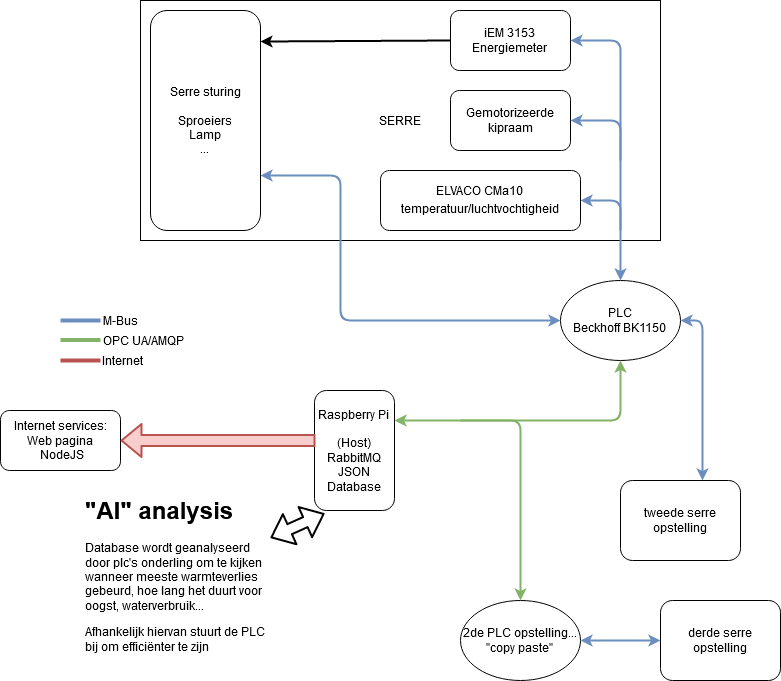 iEM 3153
Energiemeter
Serre sturing
Sproeiers
Lamp
...
SERRE
Gemotorizeerde
kipraam
ELVACO CMa10
temperatuur/luchtvochtigheid
PLC
Beckhoff BK1150
M-Bus
OPC UA/AMQP
Internet
Internet services:
Web pagina
NodeJS
Raspberry Pi
(Host)
RabbitMQ
JSON
Database
"AI" analysis
Database wordt geanalyseerd
door plc's onderling om te kijken
wanneer meeste warmteverlies
gebeurd, hoe lang het duurt voor
oogst, waterverbruik...
Afhankelijk hiervan stuurt de PLC
bij om efficiënter te zijn
tweede serre
opstelling
2de PLC opstelling...
"copy paste"
derde serre
opstelling